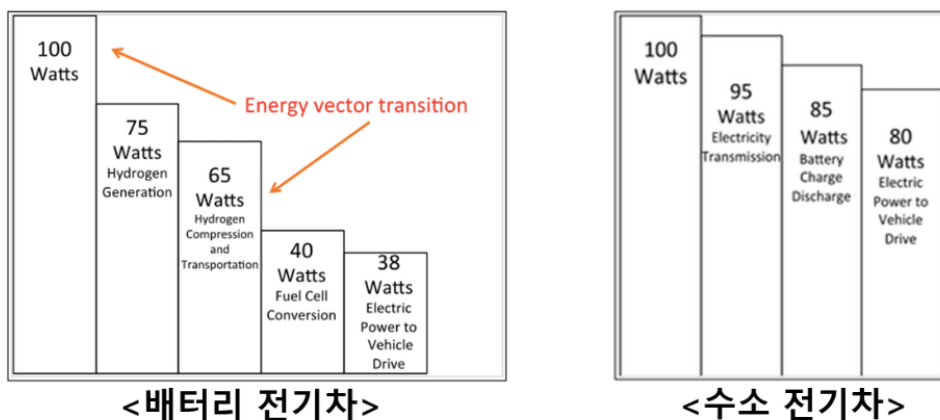 100
Watts
Energy vector transition
75
Watts
Hydrogen
Generation
65
Watts
Hydrogen
Compression
and
Transportation
40
Watts
Fuel Cell
Conversion
38
Watts
Electric
Power to
Vehicle
Drive
<배터리 전기차>
100
Watts
95
Watts
Electricity
Transmission
85
Watts
Battery
Charge
Discharge
80
Watts
Electric
Power to
Vehicle
Drive
<수소 전기차>